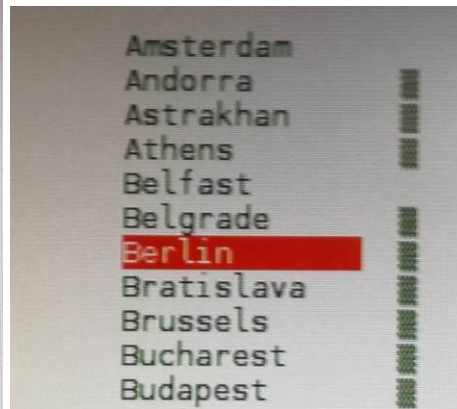 Amsterdam
Andorra
Astrakhan
Athens
Belfast
Belgrade
Berlin
Bratislava
Brussels
Bucharest
Budapest